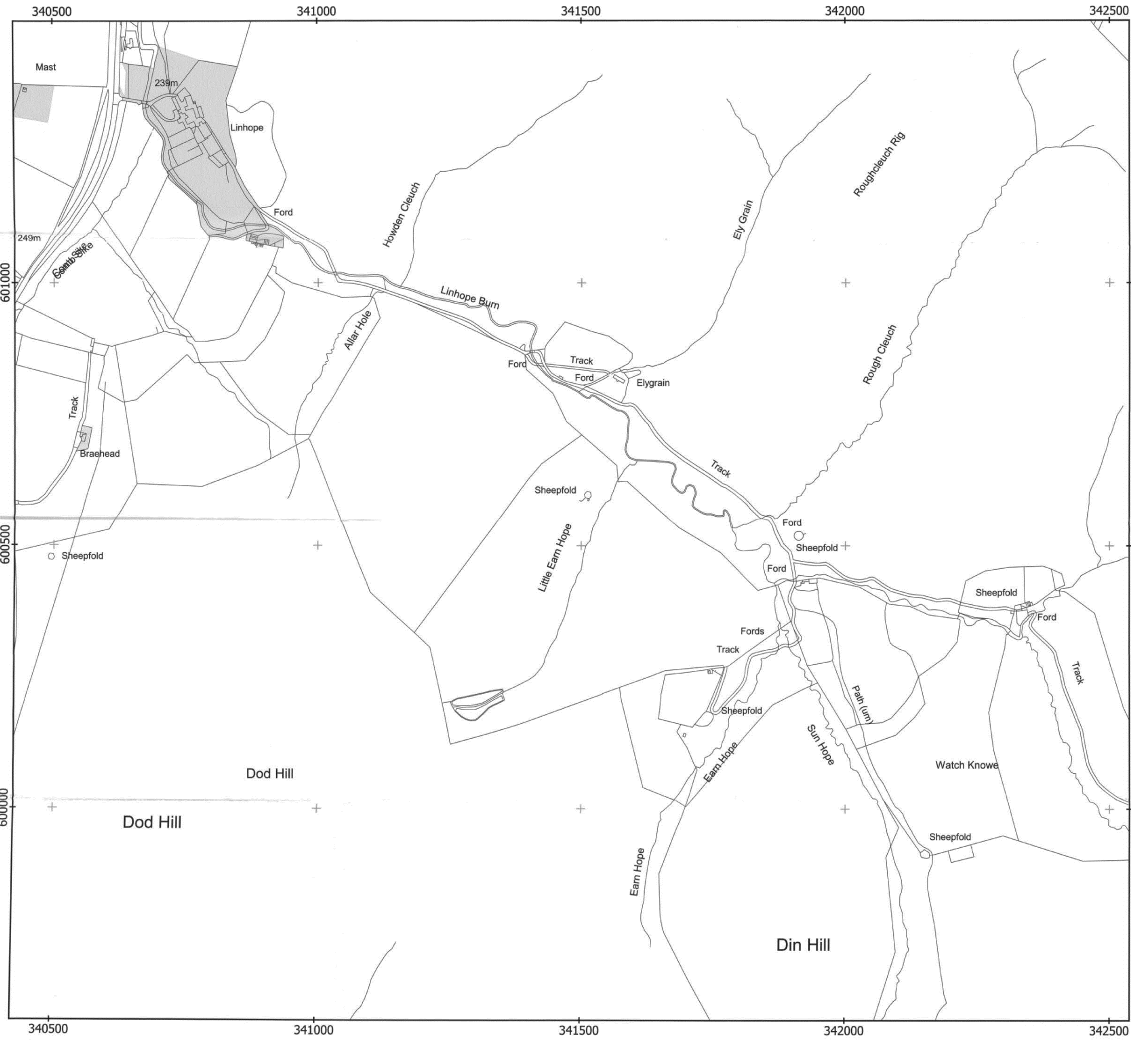 340500
341000
341500
342000
342500
Mast
239m
Linhope
Ford
249m
Comb Sike
Howden Cleuch
Ely Grain
Roughcleuch Rig
601000
Linhope Burn
Allar Hole
Ford
Track
Ford
Elygrain
Rough Cleuch
Track
Braehead
Track
Sheepfold
Ford
Sheepfold
600500
Sheepfold
Little Earn Hope
Ford
Sheepfold
Ford
Fords
Track
Track
Sheepfold
Path (um)
Sun Hope
Earn Hope
Watch Knowe
Dod Hill
600000
Dod Hill
Sheepfold
Earn Hope
Din Hill
340500
341000
341500
342000
342500